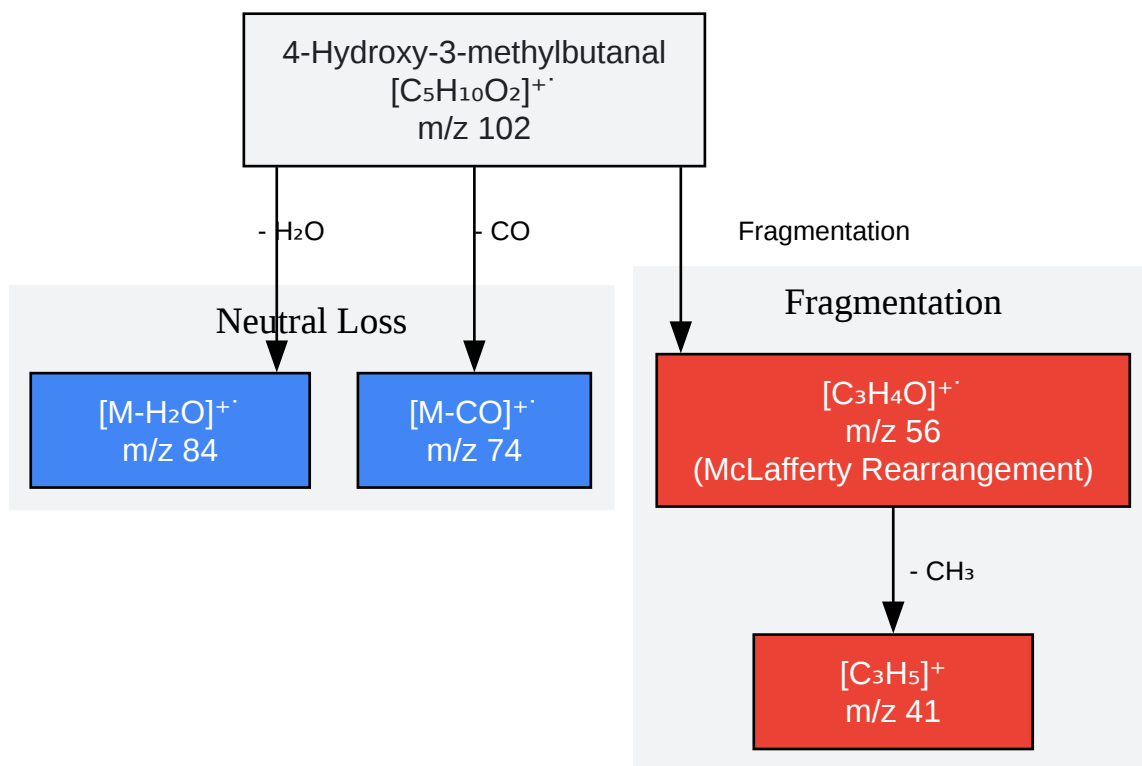 4-Hydroxy-3-methylbutanal
[C₅H₁₀O₂]⁺˙
m/z 102
- H₂O
- CO
Fragmentation
Neutral Loss
Fragmentation
[M-H₂O]⁺˙
m/z 84
[M-CO]⁺˙
m/z 74
[C₃H₄O]⁺˙
m/z 56
(McLafferty Rearrangement)
- CH₃
[C₃H₅]⁺
m/z 41